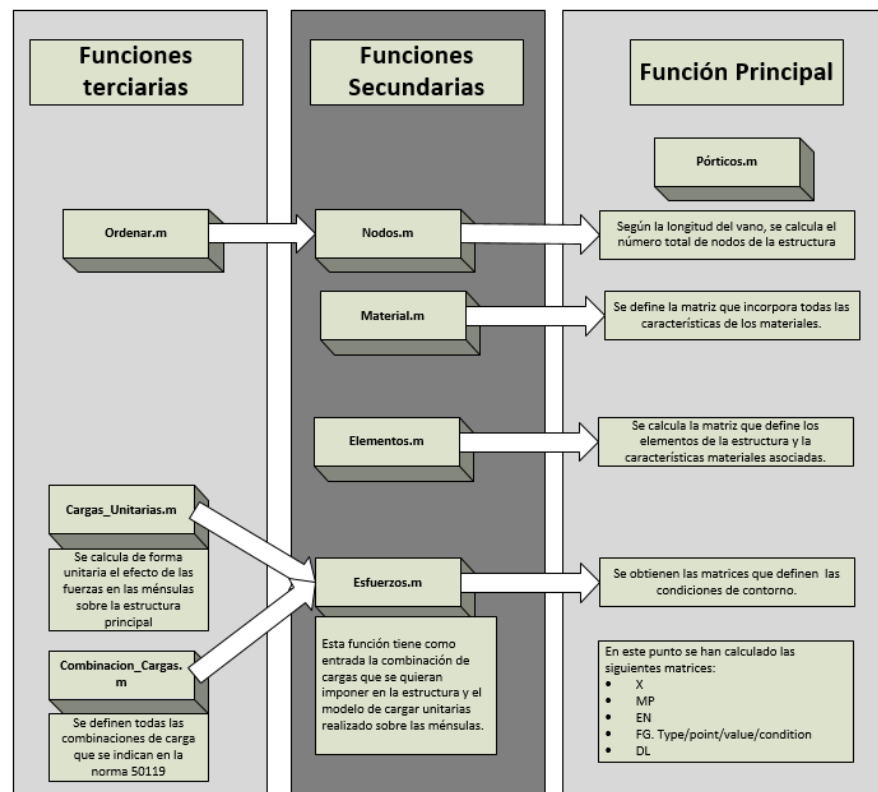 Funciones
terciarias
Funciones
Secundarias
Función Principal
Pórticos.m
Ordenar.m
Nodos.m
Según la longitud del vano, se calcula el
número total de nodos de la estructura
Material.m
Se define la matriz que incorpora todas las
características de los materiales.
Elementos.m
Se calcula la matriz que define los
elementos de la estructura y la
características materiales asociadas.
Cargas_Unitarias.m
Se calcula de forma
unitaria el efecto de las
fuerzas en las ménsulas
sobre la estructura
principal
Esfuerzos.m
Se obtienen las matrices que definen las
condiciones de contorno.
Esta función tiene como
entrada la combinación de
cargas que se quieran
imponer en la estructura y el
modelo de cargar unitarias
realizado sobre las ménsulas.
Combinacion_Cargas.
m
Se definen todas las
combinaciones de carga
que se indican en la
norma 50119
En este punto se han calculado las
siguientes matrices:
• X
• MP
• EN
• FG. Type/point/value/condition
• DL